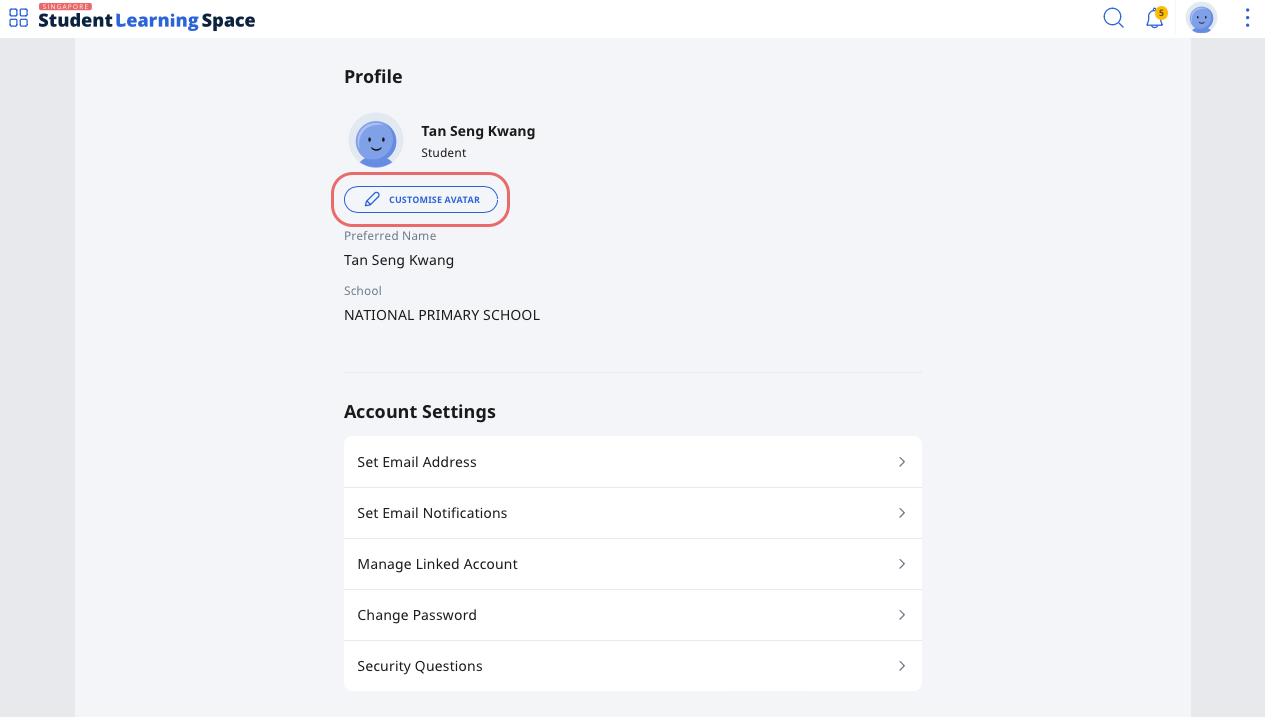 SINGAPORE
Student Learning Space
5
Profile
Tan Seng Kwang
Student
CUSTOMISE AVATAR
Preferred Name
Tan Seng Kwang
School
NATIONAL PRIMARY SCHOOL
Account Settings
Set Email Address
Set Email Notifications
Manage Linked Account
Change Password
Security Questions